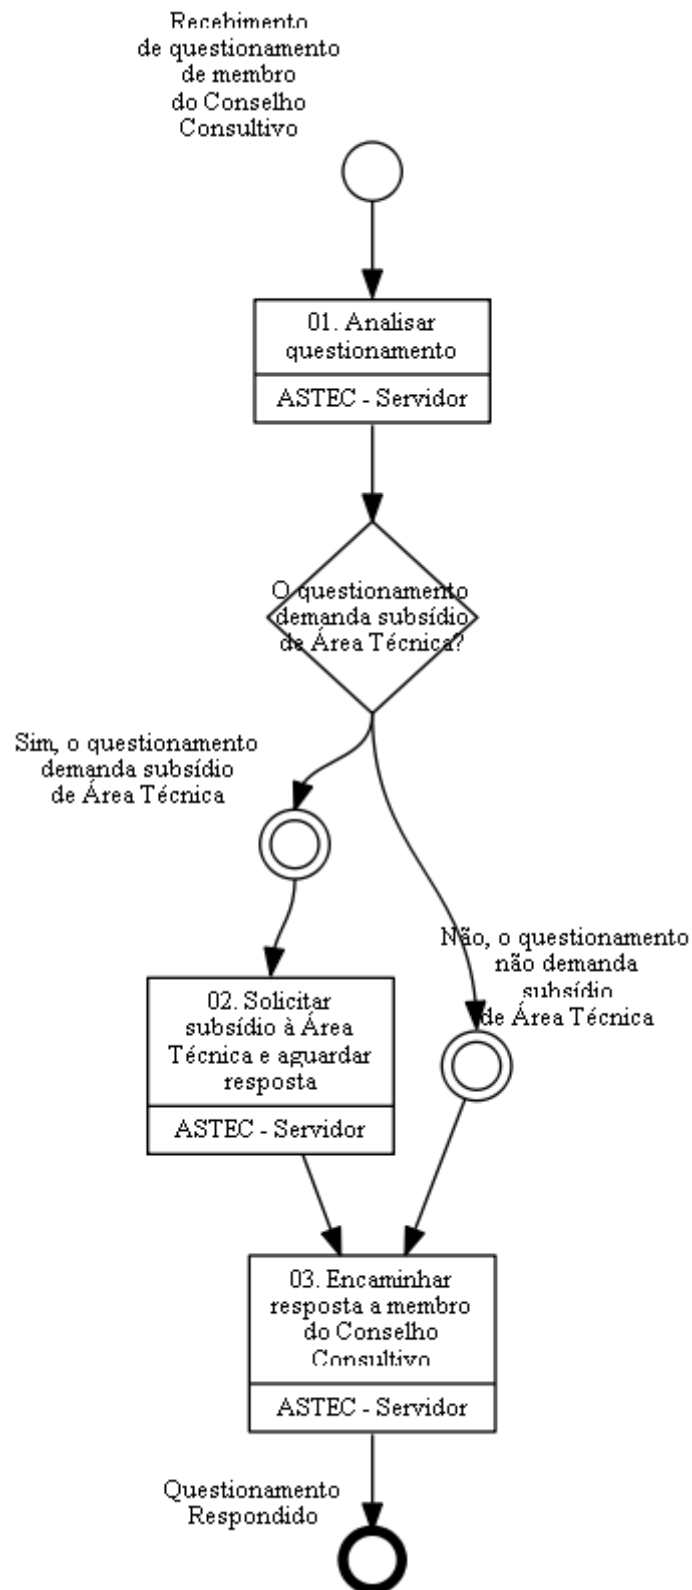 Recebimento
de questionamento
de membro
do Conselho
Consultivo
01. Analisar
questionamento
ASTEC - Servidor
O questionamento
demanda subsídio
de Área Técnica?
Sim, o questionamento
demanda subsídio
de Área Técnica
Não, o questionamento
não demanda
subsídio
de Área Técnica
02. Solicitar
subsídio à Área
Técnica e aguardar
resposta
ASTEC - Servidor
03. Encaminhar
resposta a membro
do Conselho
Consultivo
ASTEC - Servidor
Questionamento
Respondido